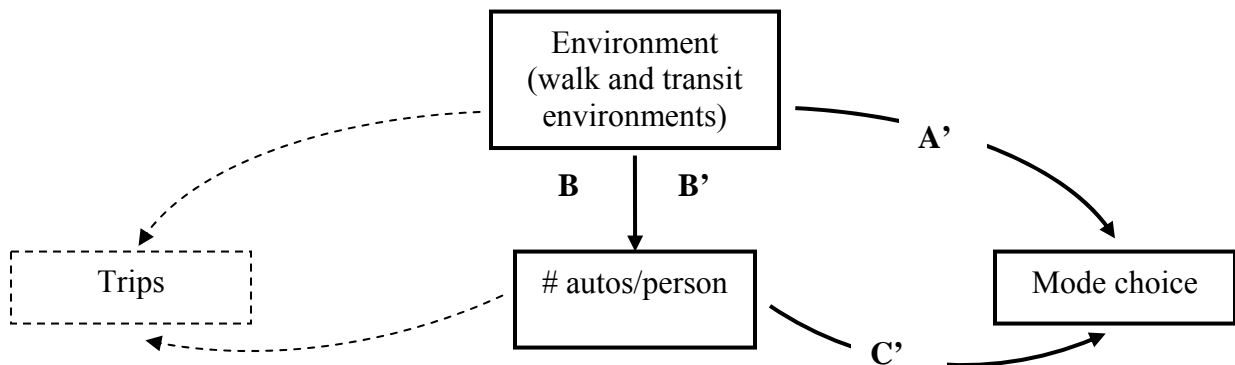 Environment
(walk and transit
environments)
A’
B B’
Trips
# autos/person
Mode choice
C’